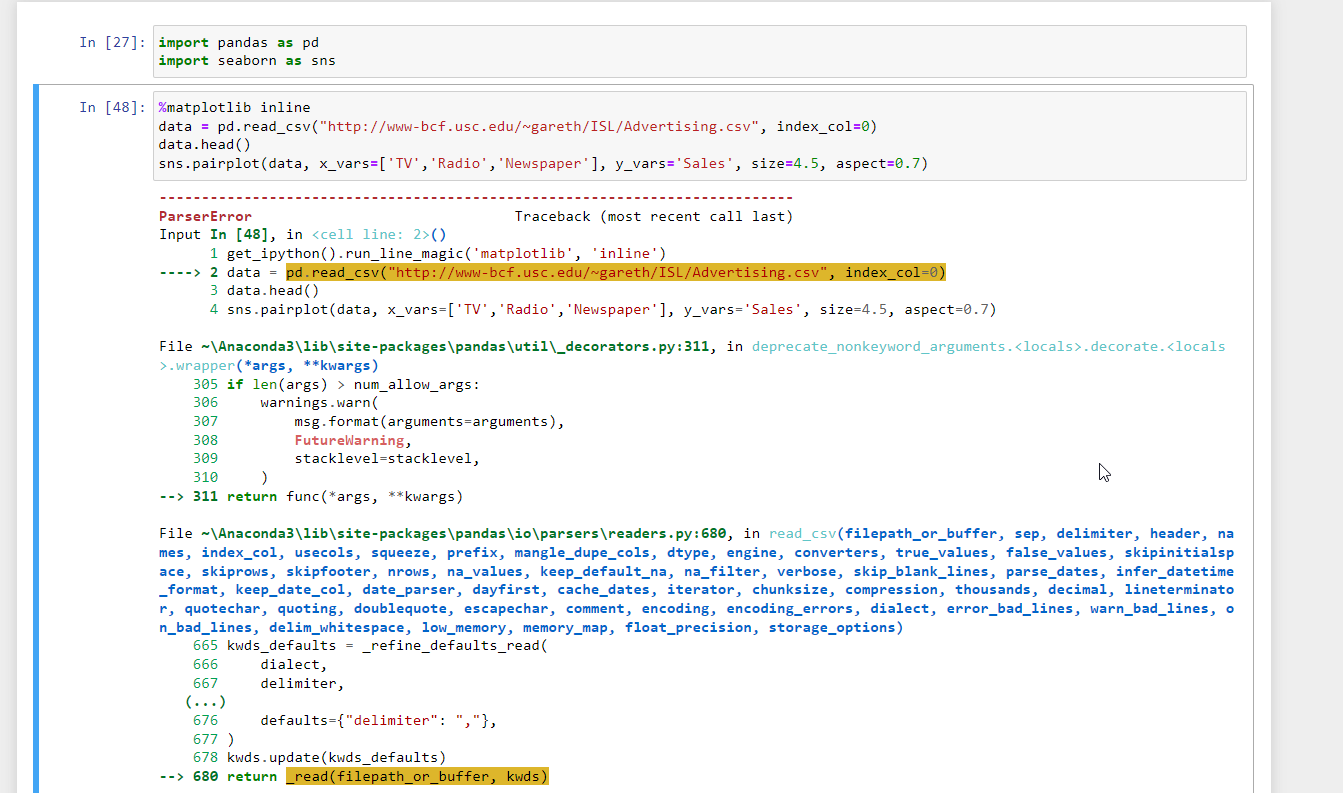 In [27]: import pandas as pd
import seaborn as sns
In [48]: %matplotlib inline
data = pd.read_csv("http://www-bcf.usc.edu/~gareth/ISL/Advertising.csv", index_col=0)
data.head()
sns.pairplot(data, x_vars=['TV','Radio','Newspaper'], y_vars='Sales', size=4.5, aspect=0.7)
---------------------------------------------------------------------------
ParserError                               Traceback (most recent call last)
Input In [48], in <cell line: 2>()
      1 get_ipython().run_line_magic('matplotlib', 'inline')
----> 2 data = pd.read_csv("http://www-bcf.usc.edu/~gareth/ISL/Advertising.csv", index_col=0)
      3 data.head()
      4 sns.pairplot(data, x_vars=['TV','Radio','Newspaper'], y_vars='Sales', size=4.5, aspect=0.7)
File ~\Anaconda3\lib\site-packages\pandas\util\_decorators.py:311, in deprecate_nonkeyword_arguments.<locals>.decorate.<locals
>.wrapper(*args, **kwargs)
    305 if len(args) > num_allow_args:
    306     warnings.warn(
    307         msg.format(arguments=arguments),
    308         FutureWarning,
    309         stacklevel=stacklevel,
    310     )
--> 311 return func(*args, **kwargs)
File ~\Anaconda3\lib\site-packages\pandas\io\parsers\readers.py:680, in read_csv(filepath_or_buffer, sep, delimiter, header, na
mes, index_col, usecols, squeeze, prefix, mangle_dupe_cols, dtype, engine, converters, true_values, false_values, skipinitialsp
ace, skiprows, skipfooter, nrows, na_values, keep_default_na, na_filter, verbose, skip_blank_lines, parse_dates, infer_datetime
_format, keep_date_col, date_parser, dayfirst, cache_dates, iterator, chunksize, compression, thousands, decimal, lineterminato
r, quotechar, quoting, doublequote, escapechar, comment, encoding, encoding_errors, dialect, error_bad_lines, warn_bad_lines, o
n_bad_lines, delim_whitespace, low_memory, memory_map, float_precision, storage_options)
    665 kwds_defaults = _refine_defaults_read(
    666     dialect,
    667     delimiter,
   (...)
    676     defaults={"delimiter": ","},
    677 )
    678 kwds.update(kwds_defaults)
--> 680 return _read(filepath_or_buffer, kwds)